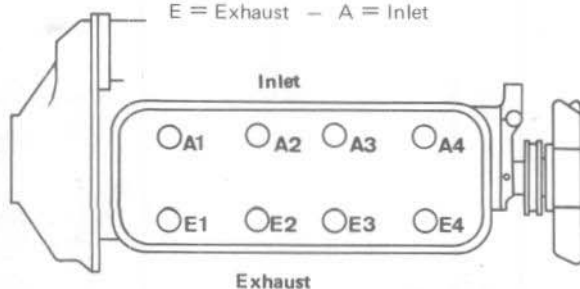 E = Exhaust – A = Inlet
Inlet
A1 A2 A3 A4
E1 E2 E3 E4
Exhaust